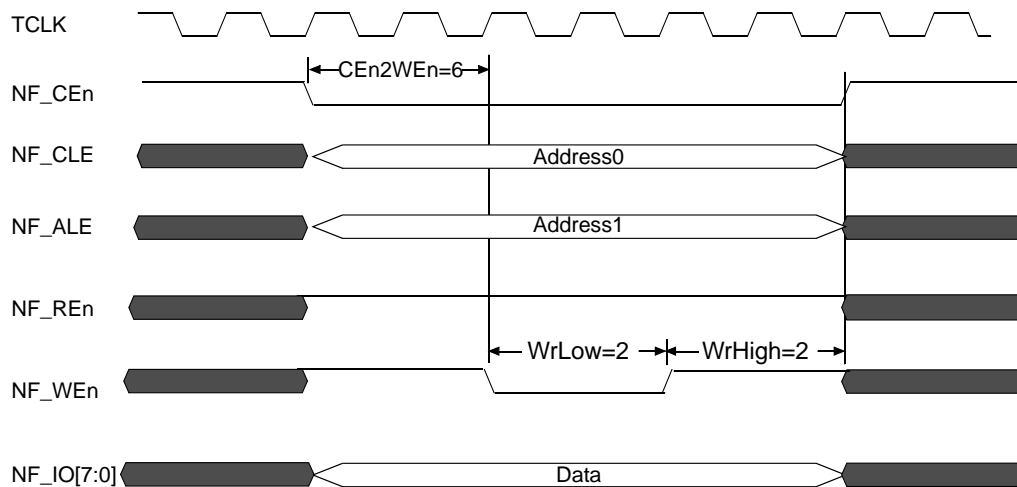 TCLK
CEn2WEn=6
NF_CEn
NF_CLE
Address0
NF_ALE
Address1
NF_REn
WrLow=2
WrHigh=2
NF_WEn
NF_IO[7:0]
Data